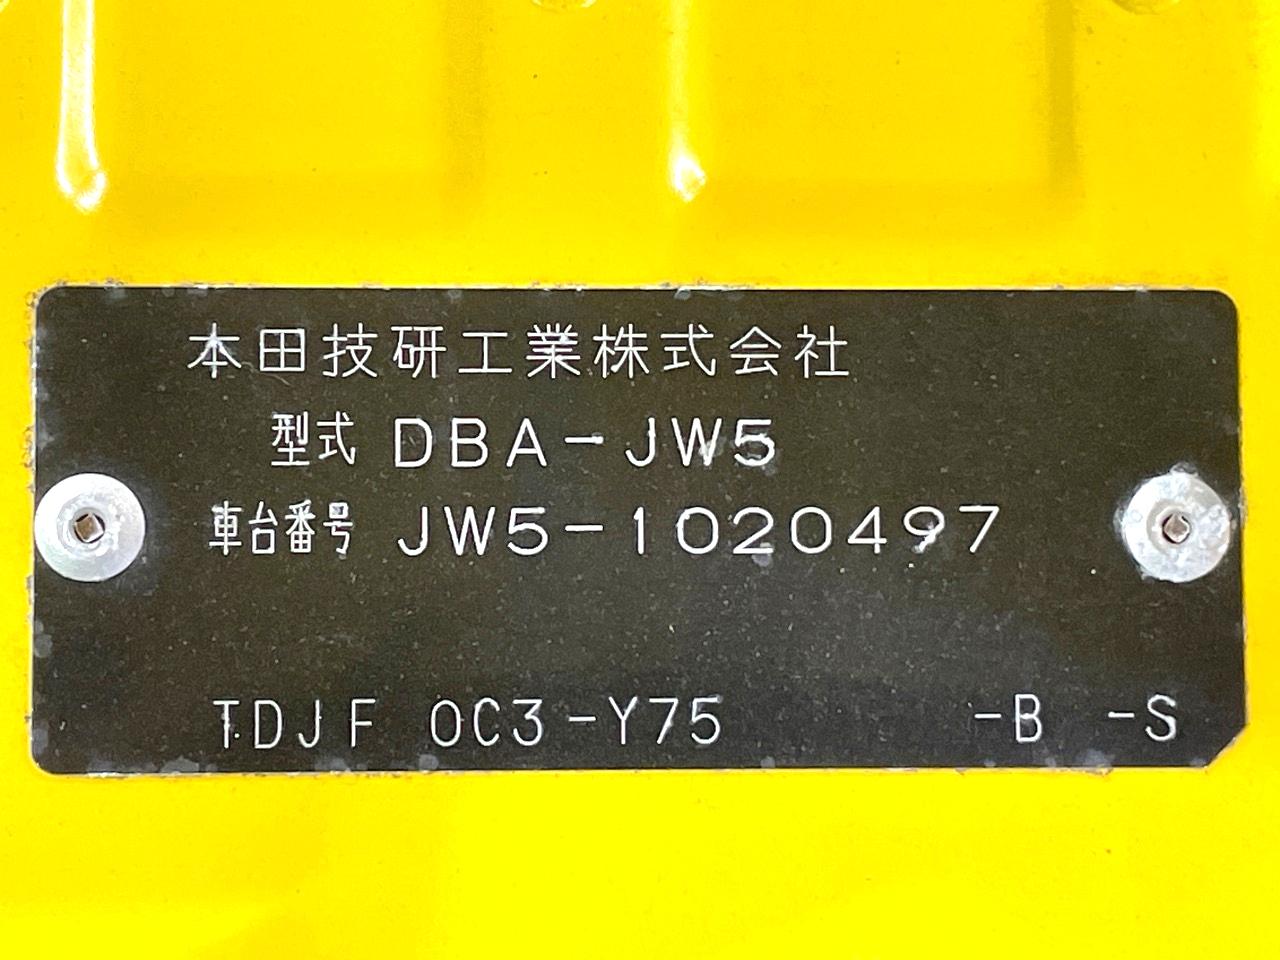 本田技研工業株式会社
型式 DBA-JW5
車台番号 JW5-1020497
TDJF 0C3-Y75 -B -S